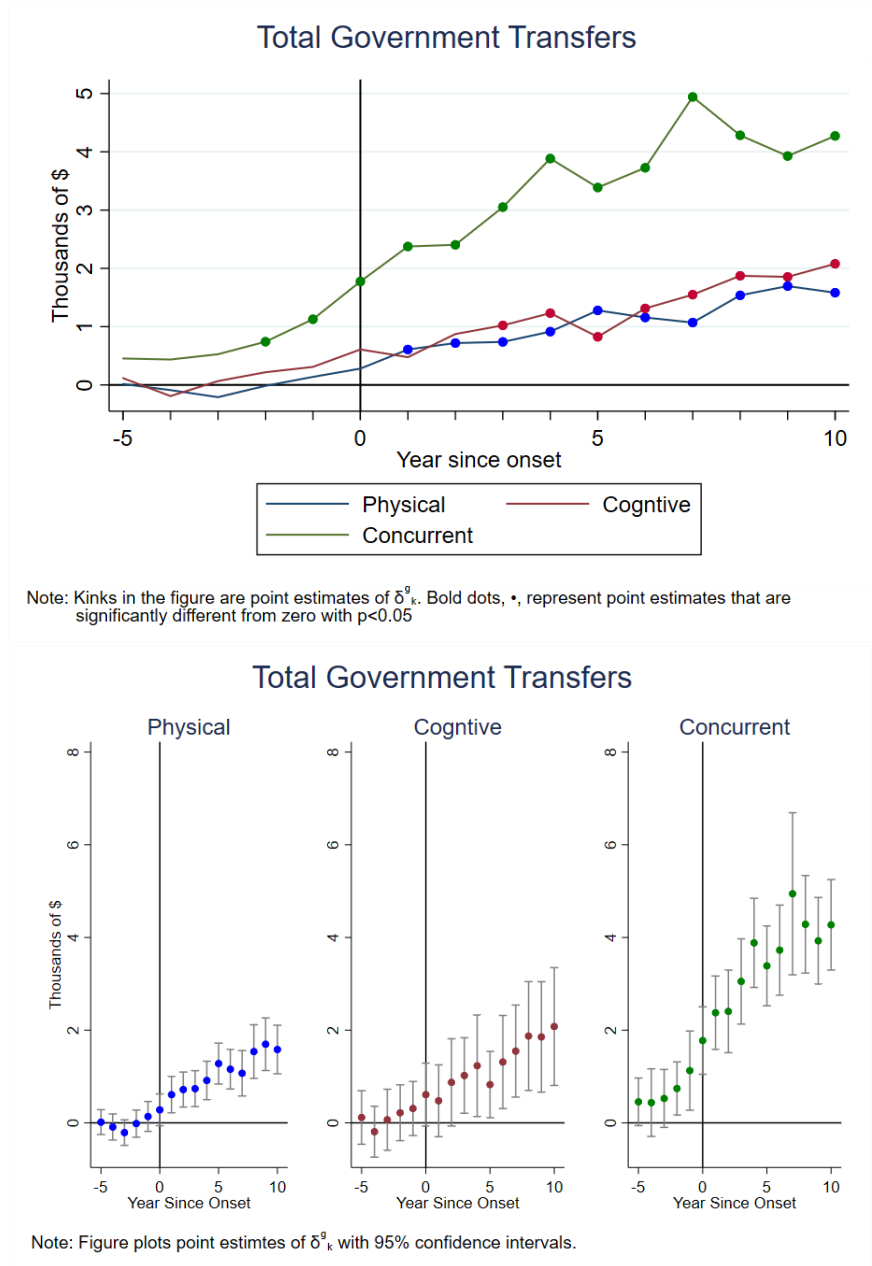 Total Government Transfers
5
4
3
2
1
0
Thousands of $
-5 0 5 10
Year since onset
Physical Cogntive
Concurrent
Note: Kinks in the figure are point estimates of δᵍₖ. Bold dots, •, represent point estimates that are
significantly different from zero with p<0.05
Total Government Transfers
Physical Cogntive Concurrent
8 8 8
6 6 6
4 4 4
2 2 2
0 0 0
Thousands of $
-5 0 5 10 -5 0 5 10 -5 0 5 10
Year Since Onset Year Since Onset Year Since Onset
Note: Figure plots point estimtes of δᵍₖ with 95% confidence intervals.